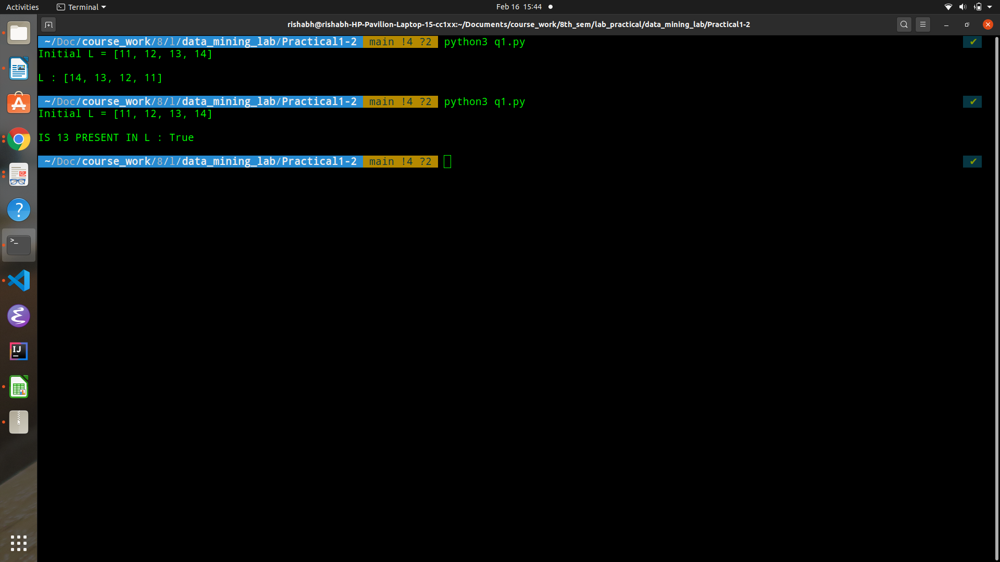 Activities Terminal Feb 16 15:44
rishabh@rishabh-HP-Pavilion-Laptop-15-cc1xx:~/Documents/course_work/8th_sem/lab_practical/data_mining_lab/Practical1-2
~/Doc/course_work/8/l/data_mining_lab/Practical1-2 main !4 ?2 python3 q1.py ✔
Initial L = [11, 12, 13, 14]
L : [14, 13, 12, 11]
~/Doc/course_work/8/l/data_mining_lab/Practical1-2 main !4 ?2 python3 q1.py ✔
Initial L = [11, 12, 13, 14]
IS 13 PRESENT IN L : True
~/Doc/course_work/8/l/data_mining_lab/Practical1-2 main !4 ?2 ✔
?
>_
IJ